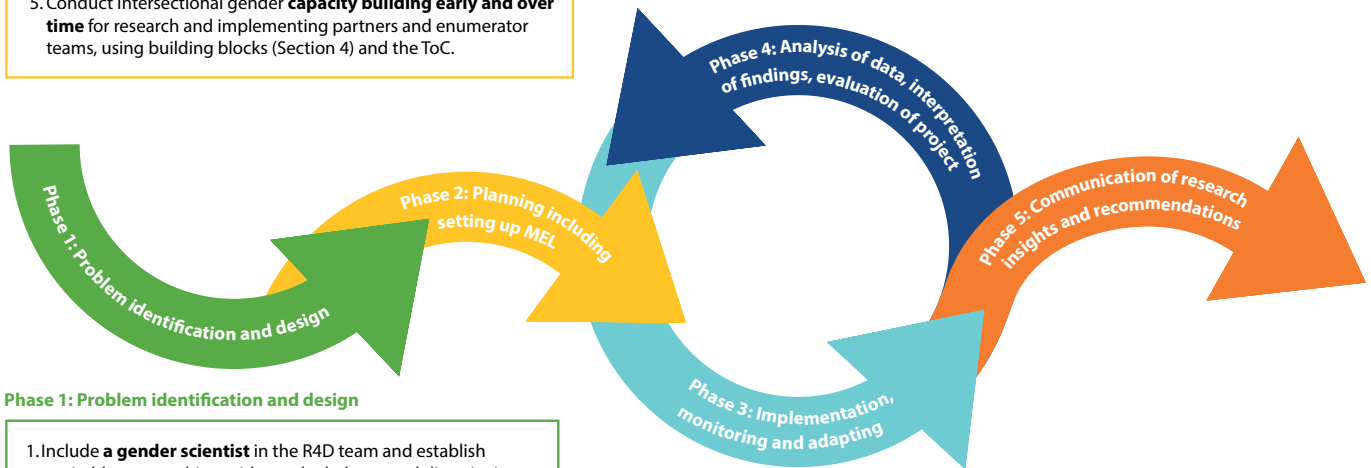 5. Conduct intersectional gender capacity building early and over
time for research and implementing partners and enumerator
teams, using building blocks (Section 4) and the ToC.
Phase 1: Problem identification and design
Phase 2: Planning including
setting up MEL
Phase 3: Implementation,
monitoring and adapting
Phase 4: Analysis of data, interpretation
of findings, evaluation of project
Phase 5: Communication of research
insights and recommendations
Phase 1: Problem identification and design
1. Include a gender scientist in the R4D team and establish